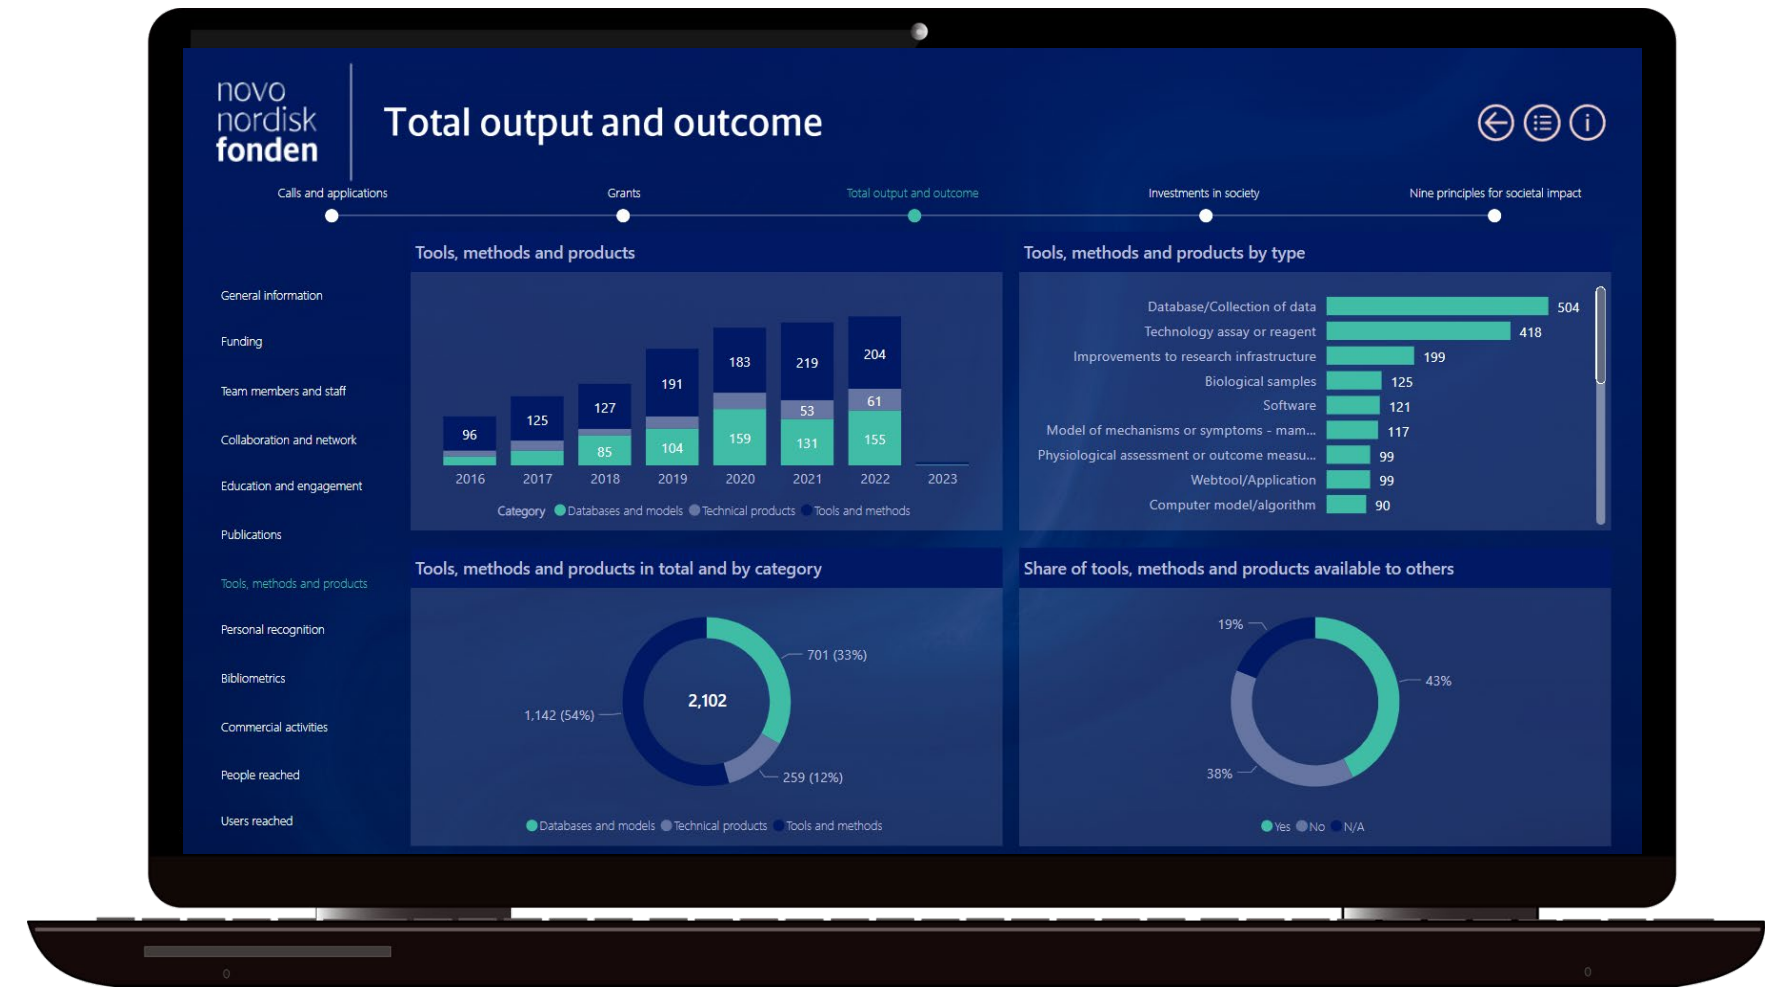 novo
nordisk
fonden
Total output and outcome
Calls and applications
Grants
Total output and outcome
Investments in society
Nine principles for societal impact
General information
Funding
Team members and staff
Collaboration and network
Education and engagement
Publications
Tools, methods and products
Personal recognition
Bibliometrics
Commercial activities
People reached
Users reached
Tools, methods and products
96
125
127
85
191
104
183
159
219
53
131
204
61
155
2016 2017 2018 2019 2020 2021 2022 2023
Category Databases and models Technical products Tools and methods
Tools, methods and products by type
Database/Collection of data 504
Technology assay or reagent 418
Improvements to research infrastructure 199
Biological samples 125
Software 121
Model of mechanisms or symptoms - mam... 117
Physiological assessment or outcome measu... 99
Webtool/Application 99
Computer model/algorithm 90
Tools, methods and products in total and by category
701 (33%)
2,102
1,142 (54%)
259 (12%)
Databases and models Technical products Tools and methods
Share of tools, methods and products available to others
19%
43%
38%
Yes No N/A